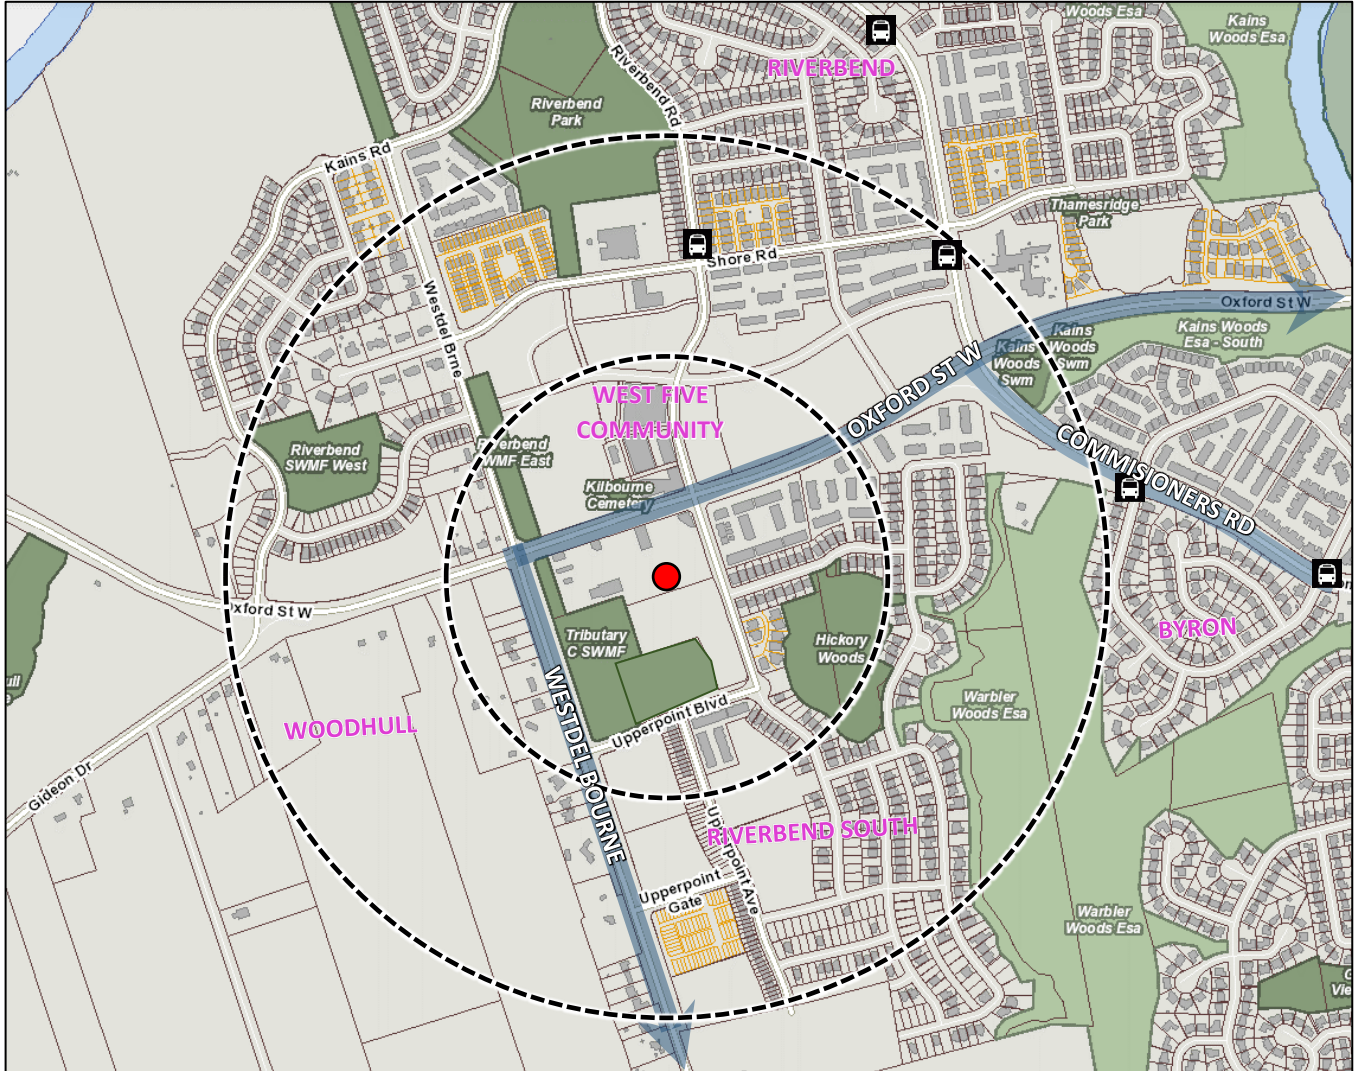 Woods Esa
Kains
Woods Esa
RIVERBEND
Riverbend Rd
Riverbend
Park
Kains Rd
Thamesridge
Park
Shore Rd
Westdel Brne
Oxford St W
Kains Woods
Esa - South
Kains
Woods
Swm
Kains
Woods
Swm
OXFORD ST W
WEST FIVE
COMMUNITY
COMMISIONERS RD
Riverbend
SWMF West
Riverbend
WMF East
Kilbourne
Cemetery
xford St W
Tributary
C SWMF
Hickory
Woods
BYRON
Warbler
Woods Esa
WOODHULL
WESTDEL BOURNE
Upperpoint Blvd
Gideon Dr
RIVERBEND SOUTH
Upperpoint Ave
Upperpoint
Gate
Warbler
Woods Esa
Vie